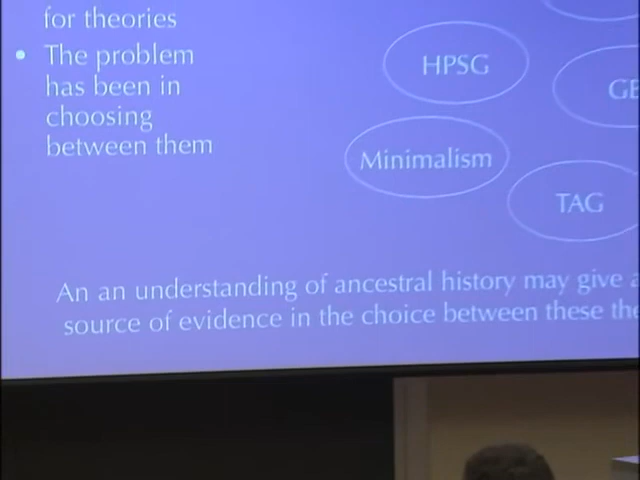 for theories
• The problem
has been in
choosing
between them
HPSG
GB
Minimalism
TAG
An an understanding of ancestral history may give
source of evidence in the choice between these